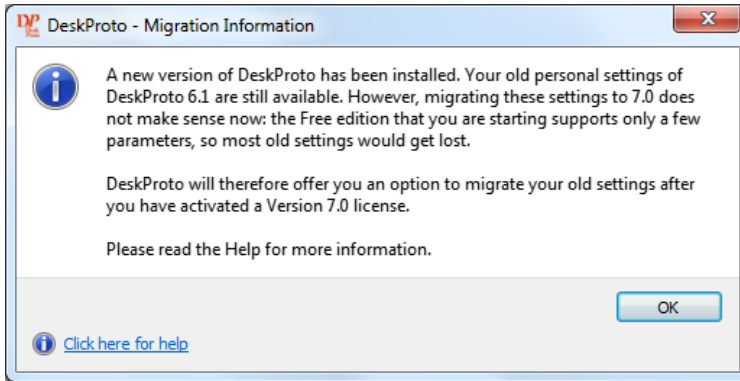 DeskProto - Migration Information
A new version of DeskProto has been installed. Your old personal settings of
DeskProto 6.1 are still available. However, migrating these settings to 7.0 does
not make sense now: the Free edition that you are starting supports only a few
parameters, so most old settings would get lost.
DeskProto will therefore offer you an option to migrate your old settings after
you have activated a Version 7.0 license.
Please read the Help for more information.
OK
Click here for help